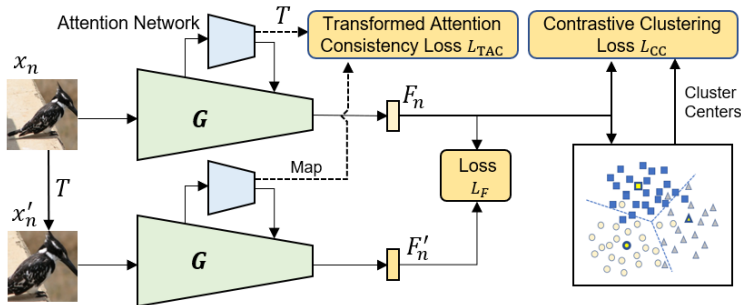 Attention Network
T
Transformed Attention
Consistency Loss L_TAC
Contrastive Clustering
Loss L_CC
x_n
G
F_n
Cluster
Centers
T
Map
Loss
L_F
x'_n
G
F'_n